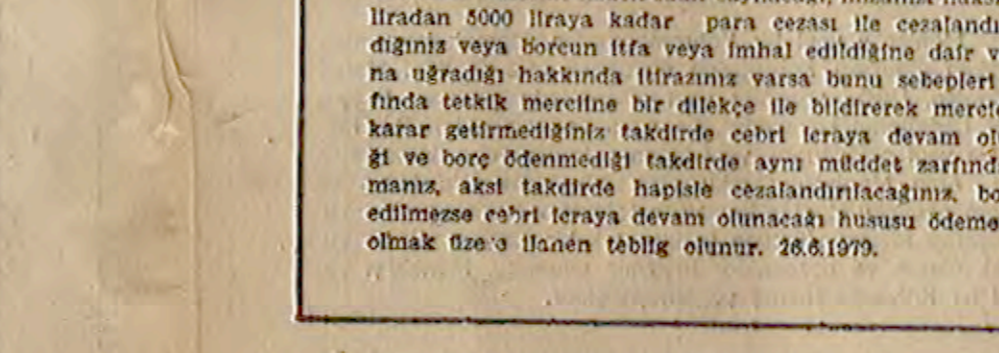 liradan 5000 liraya kadar para cezası ile cezalandı
dığınız veya borcun itfa veya imhal edildiğine dair v
na uğradığı hakkında itirazınız varsa bunu sebepleri
fında tetkik merciine bir dilekçe ile bildirerek merci
karar getirmediğiniz takdirde cebri icraya devam ol
ği ve borç ödenmediği takdirde aynı müddet zarfınd
manız, aksi takdirde hapisle cezalandırılacağınız, bo
edilmezse cebri icraya devam olunacağı hususu ödeme
olmak üzere ilanen tebliğ olunur. 26.6.1979.